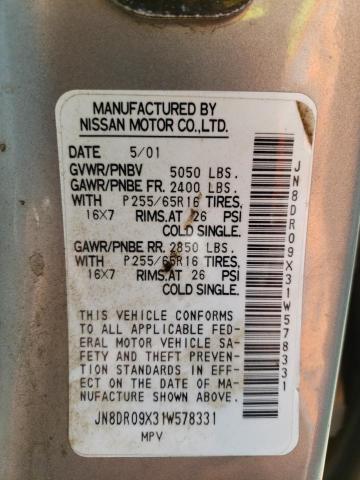 MANUFACTURED BY
NISSAN MOTOR CO., LTD.
DATE 5/01
GVWR/PNBV 5050 LBS.
GAWR/PNBE FR. 2400 LBS.
WITH P255/65R16 TIRES,
16X7 RIMS.AT 26 PSI
COLD SINGLE.
GAWR/PNBE RR. 2850 LBS.
WITH P255/65R16 TIRES,
16X7 RIMS.AT 26 PSI
COLD SINGLE.
THIS VEHICLE CONFORMS
TO ALL APPLICABLE FED-
ERAL MOTOR VEHICLE SA-
FETY AND THEFT PREVEN-
TION STANDARDS IN EFF-
ECT ON THE DATE OF MA-
NUFACTURE SHOWN ABOVE.
JN8DR09X31W578331
MPV
JN8DR09X31W578331